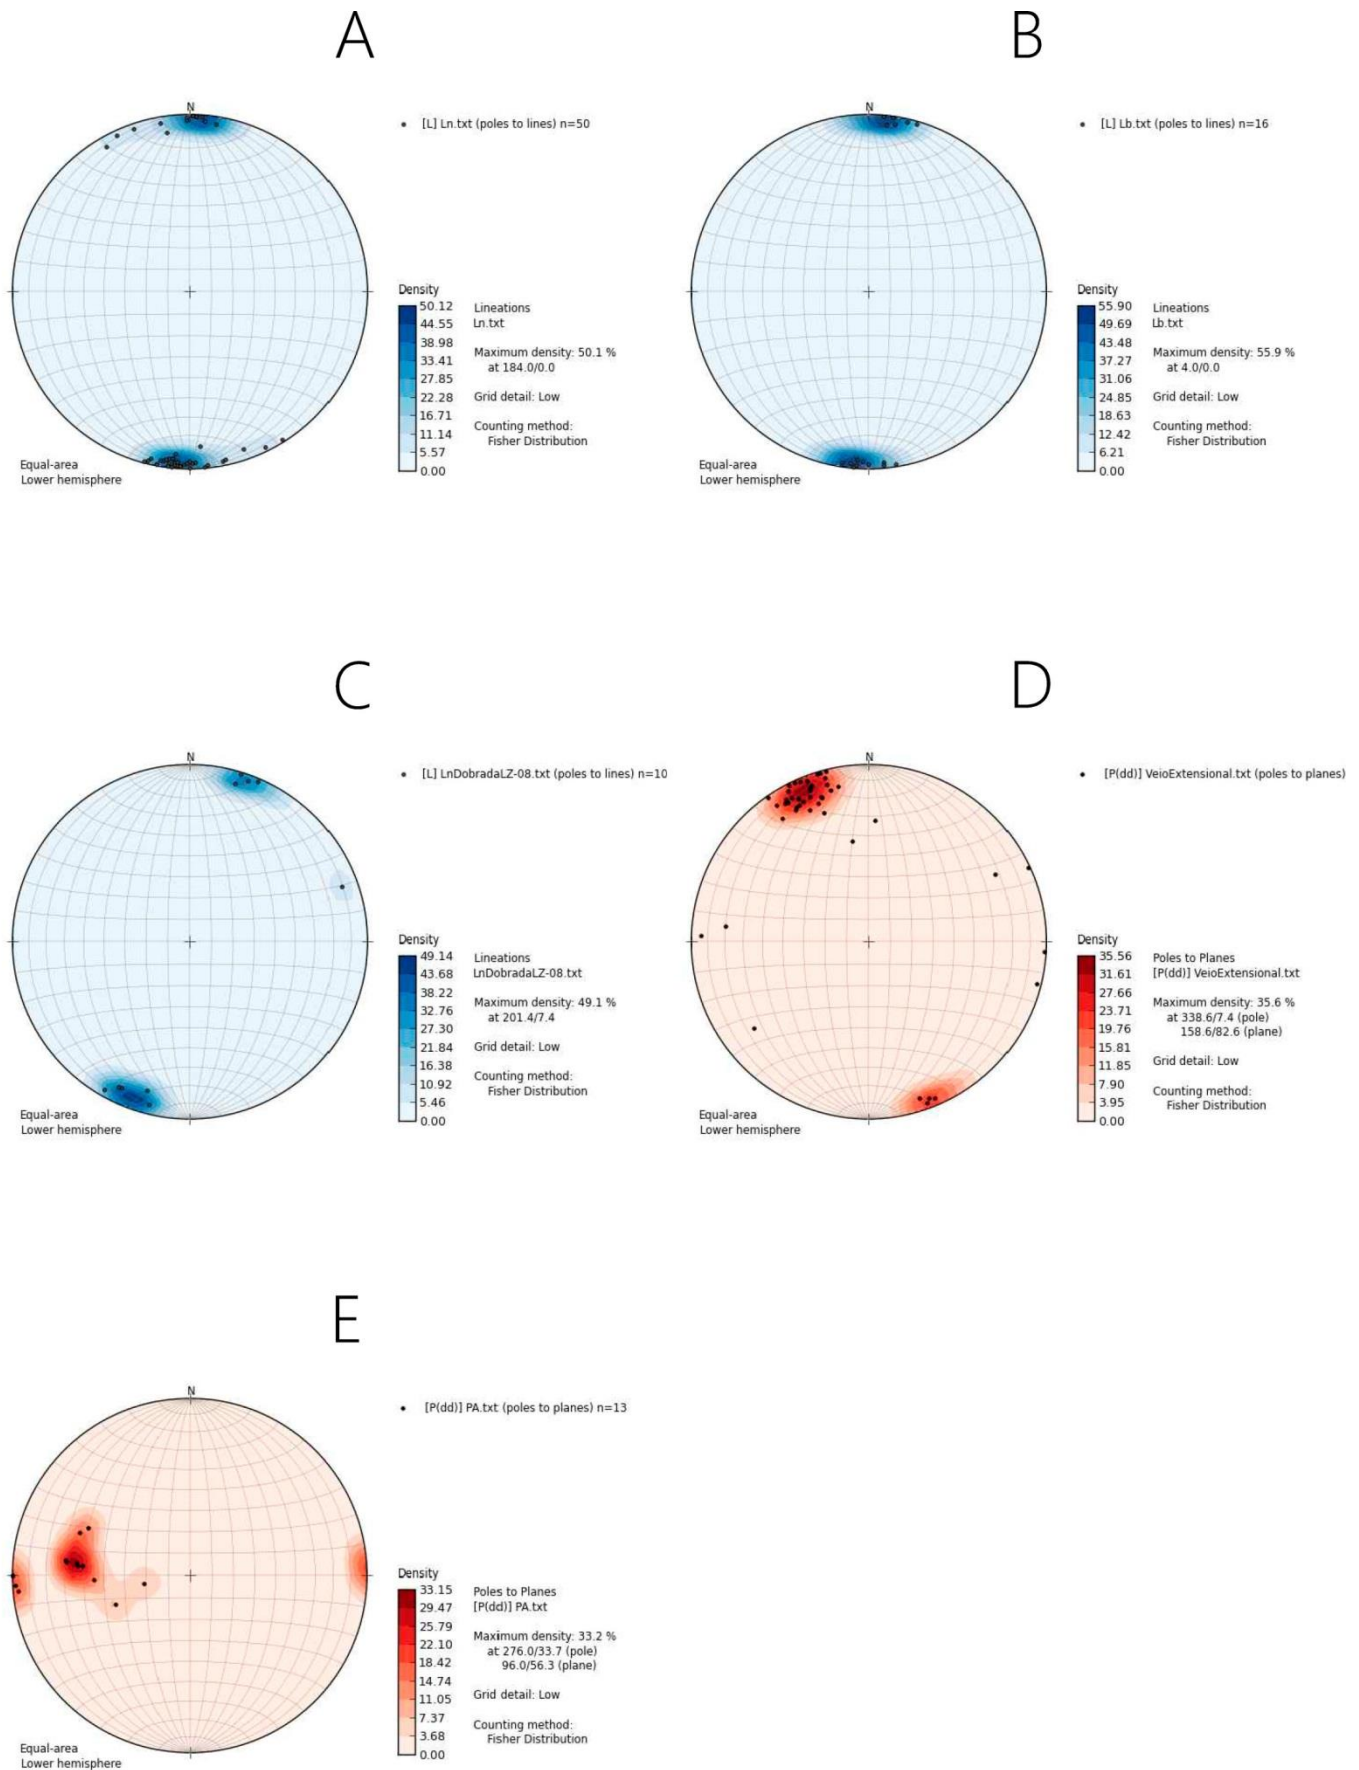 A
N
[L] Ln.txt (poles to lines) n=50
Density
50.12
44.55
38.98
33.41
27.85
22.28
16.71
11.14
5.57
0.00
Lineations
Ln.txt
Maximum density: 50.1 %
at 184.0/0.0
Grid detail: Low
Counting method:
Fisher Distribution
Equal-area
Lower hemisphere
B
N
[L] Lb.txt (poles to lines) n=16
Density
55.90
49.69
43.48
37.27
31.06
24.85
18.63
12.42
6.21
0.00
Lineations
Lb.txt
Maximum density: 55.9 %
at 4.0/0.0
Grid detail: Low
Counting method:
Fisher Distribution
Equal-area
Lower hemisphere
C
N
[L] LnDobradaLZ-08.txt (poles to lines) n=10
Density
49.14
43.68
38.22
32.76
27.30
21.84
16.38
10.92
5.46
0.00
Lineations
LnDobradaLZ-08.txt
Maximum density: 49.1 %
at 201.4/7.4
Grid detail: Low
Counting method:
Fisher Distribution
Equal-area
Lower hemisphere
D
N
[P(dd)] VeioExtensional.txt (poles to planes)
Density
35.56
31.61
27.66
23.71
19.76
15.81
11.85
7.90
3.95
0.00
Poles to Planes
[P(dd)] VeioExtensional.txt
Maximum density: 35.6 %
at 338.6/7.4 (pole)
158.6/82.6 (plane)
Grid detail: Low
Counting method:
Fisher Distribution
Equal-area
Lower hemisphere
E
N
[P(dd)] PA.txt (poles to planes) n=13
Density
33.15
29.47
25.79
22.10
18.42
14.74
11.05
7.37
3.68
0.00
Poles to Planes
[P(dd)] PA.txt
Maximum density: 33.2 %
at 276.0/33.7 (pole)
96.0/56.3 (plane)
Grid detail: Low
Counting method:
Fisher Distribution
Equal-area
Lower hemisphere